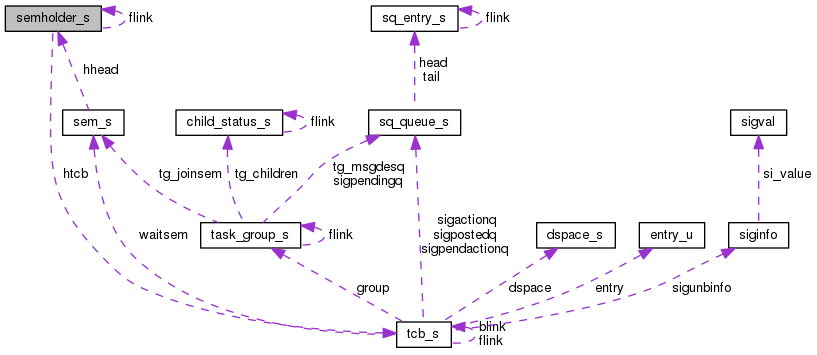 semholder_s
flink
sq_entry_s
flink
hhead
head
tail
sem_s
child_status_s
flink
sq_queue_s
sigval
htcb
tg_joinsem
tg_children
tg_msgdesq
sigpendingq
si_value
waitsem
task_group_s
flink
sigactionq
sigpostedq
sigpendactionq
dspace_s
entry_u
siginfo
group
dspace
entry
sigunbinfo
tcb_s
blink
flink